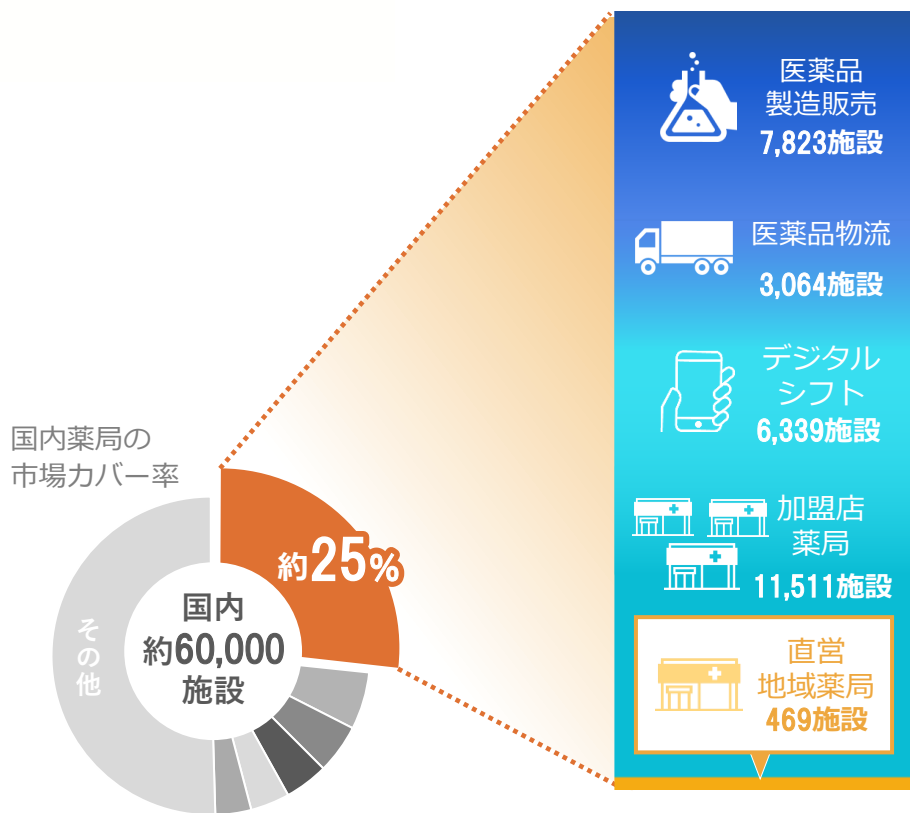 医薬品
製造販売
7,823施設
医薬品物流
3,064施設
デジタル
シフト
6,339施設
加盟店
薬局
11,511施設
直営
地域薬局
469施設
国内薬局の
市場カバー率
約25%
国内
約60,000
施設
その他